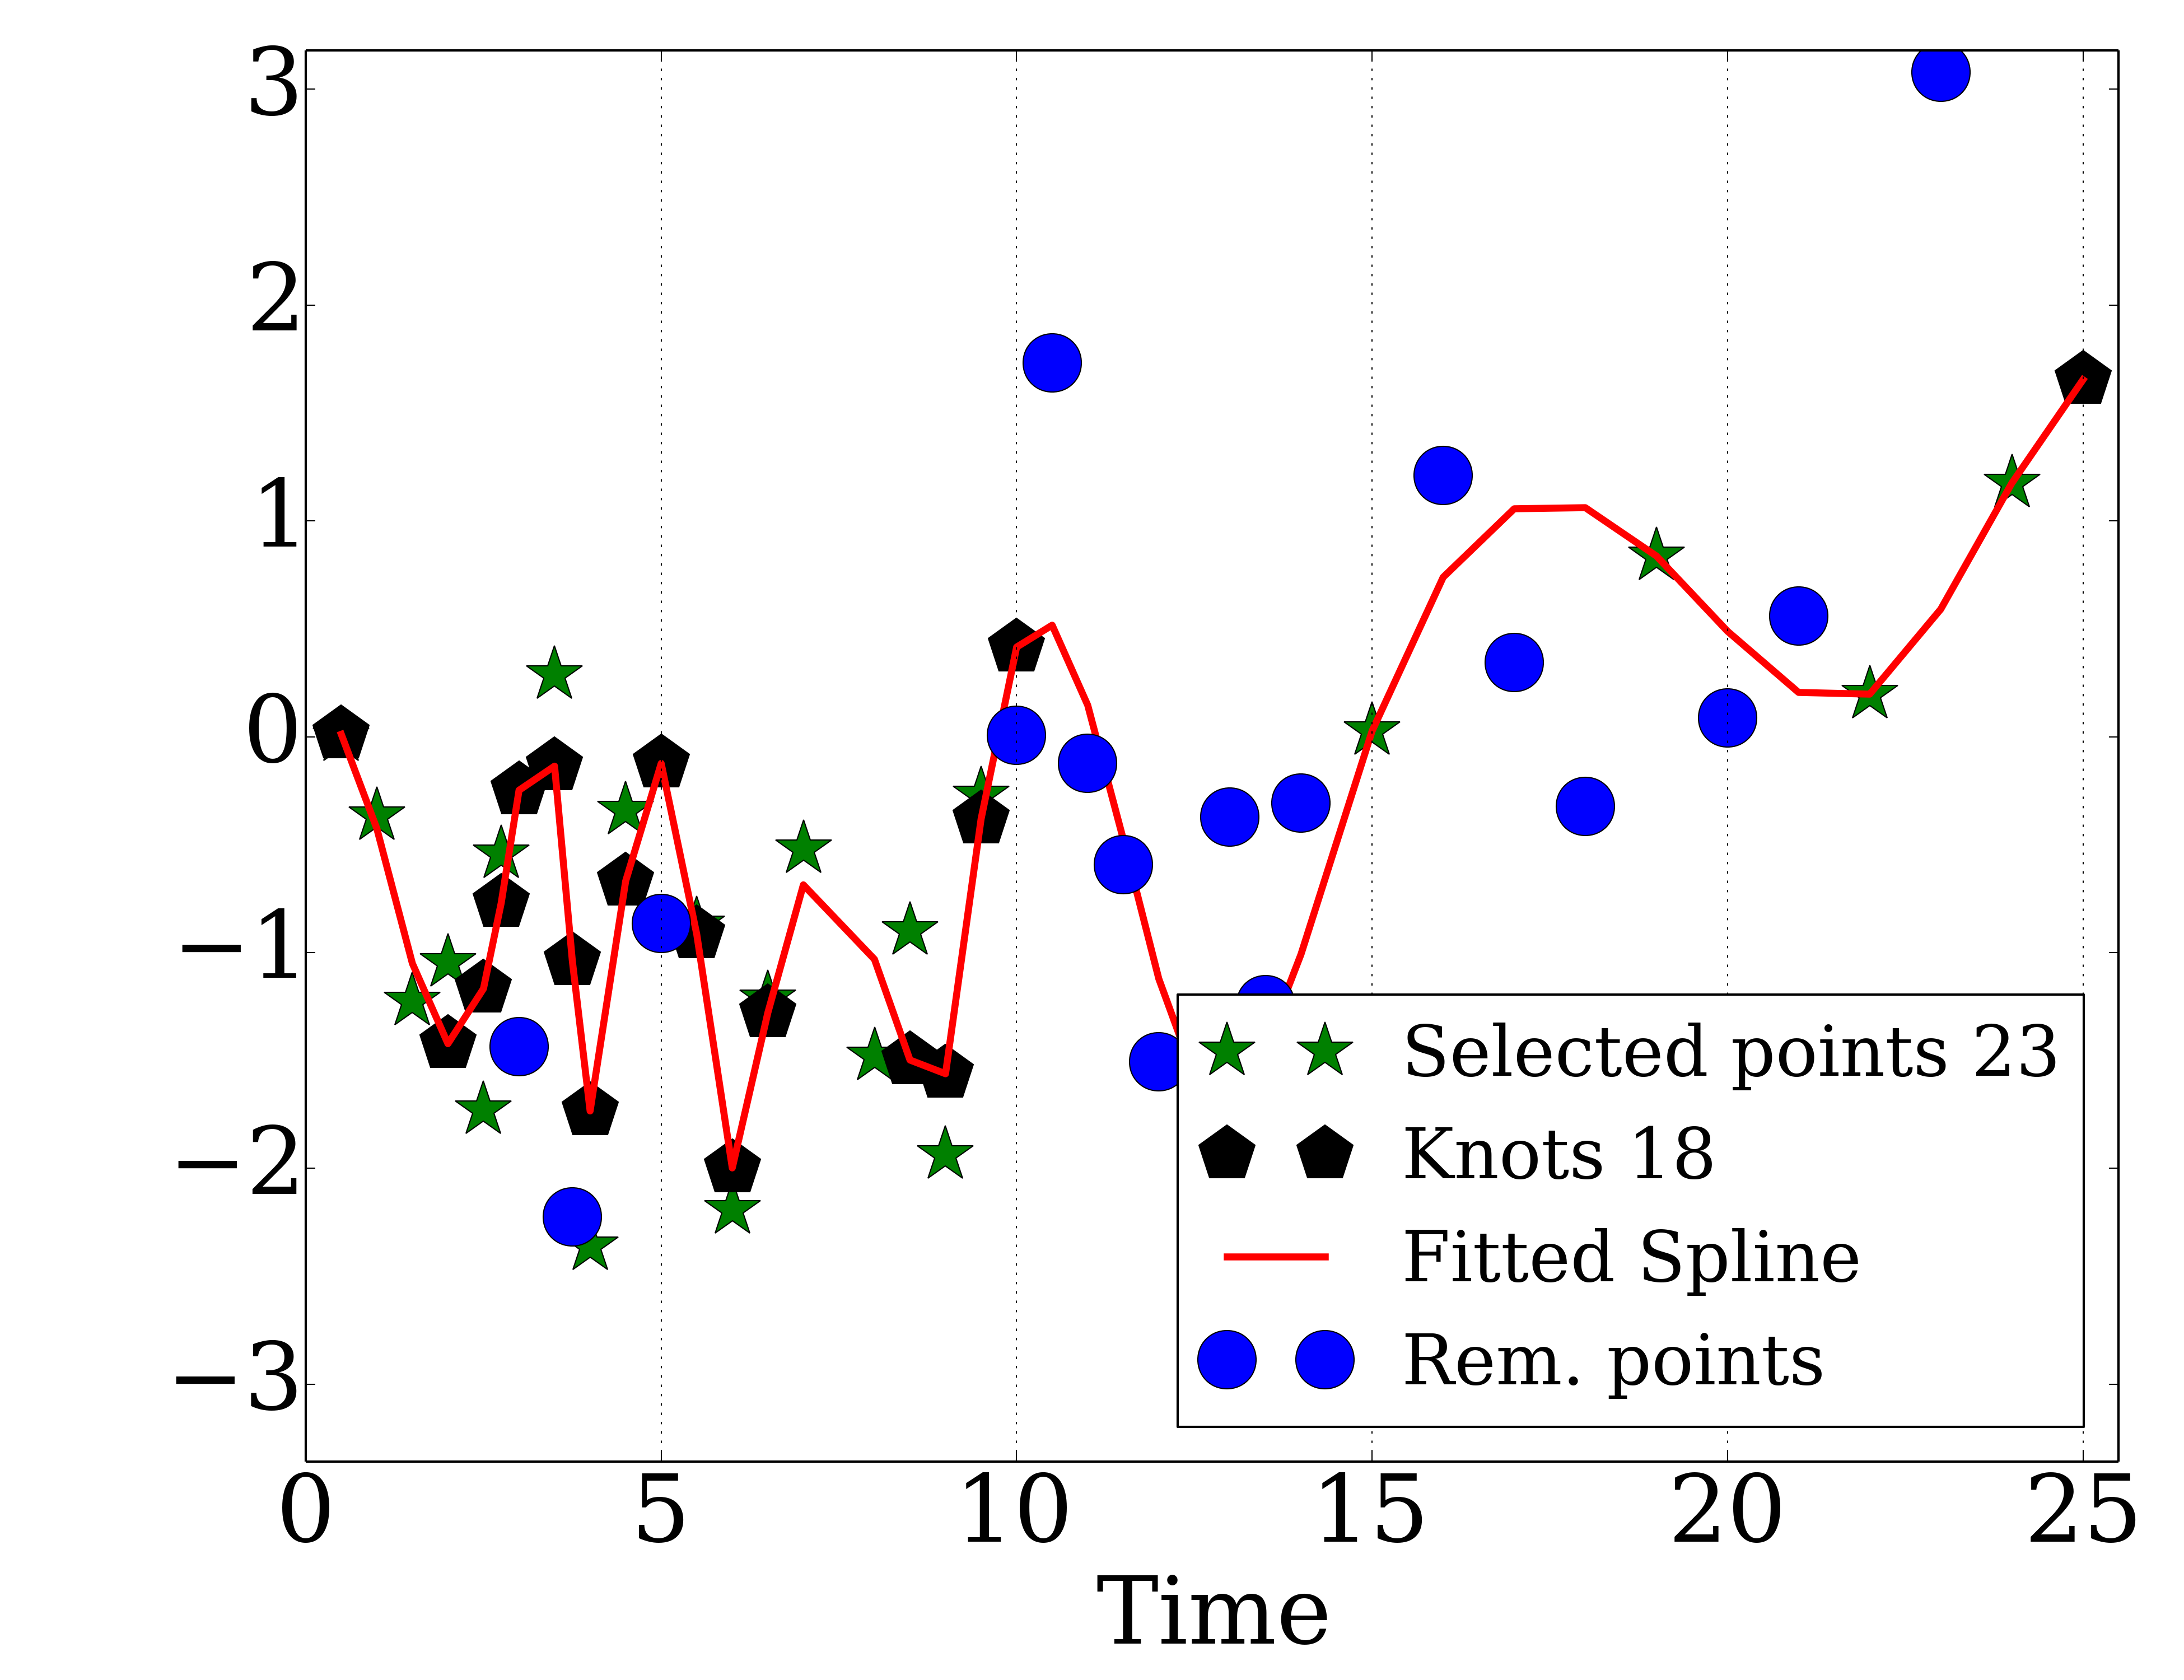 3
2
1
0
−1
−2
−3
Selected points 23
Knots 18
Fitted Spline
Rem. points
0 5 10 15 20 25
Time